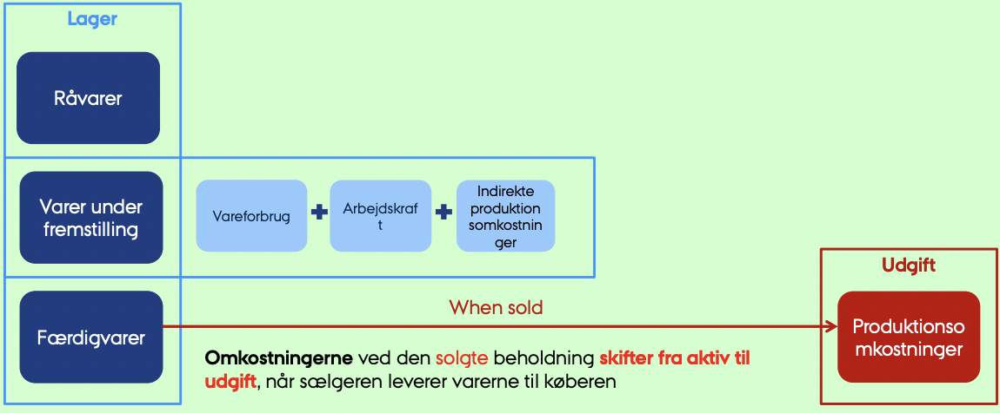 Lager
Råvarer
Varer under
fremstilling
Vareforbrug
Arbejdskraf
t
Indirekte
produktion
somkostnin
ger
Færdigvarer
When sold
Udgift
Produktionso
mkostninger
Omkostningerne ved den solgte beholdning skifter fra aktiv til
udgift, når sælgeren leverer varerne til køberen